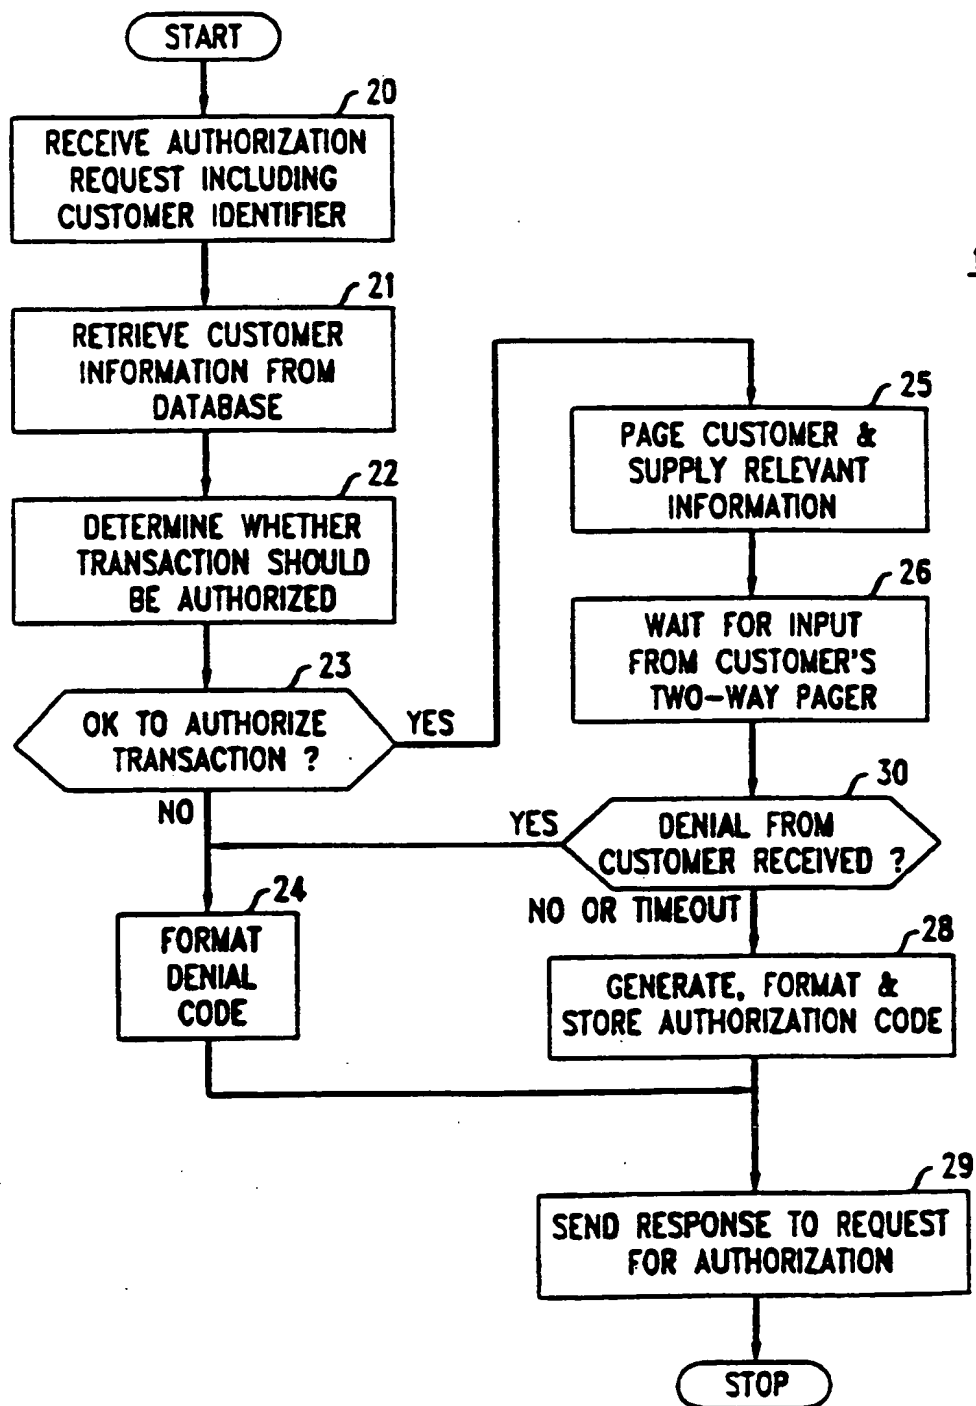 START
20
RECEIVE AUTHORIZATION
REQUEST INCLUDING
CUSTOMER IDENTIFIER
21
RETRIEVE CUSTOMER
INFORMATION FROM
DATABASE
22
DETERMINE WHETHER
TRANSACTION SHOULD
BE AUTHORIZED
23
OK TO AUTHORIZE
TRANSACTION ?
YES
NO
24
FORMAT
DENIAL
CODE
25
PAGE CUSTOMER &
SUPPLY RELEVANT
INFORMATION
26
WAIT FOR INPUT
FROM CUSTOMER'S
TWO-WAY PAGER
30
DENIAL FROM
CUSTOMER RECEIVED ?
YES
NO OR TIMEOUT
28
GENERATE, FORMAT &
STORE AUTHORIZATION CODE
29
SEND RESPONSE TO REQUEST
FOR AUTHORIZATION
STOP